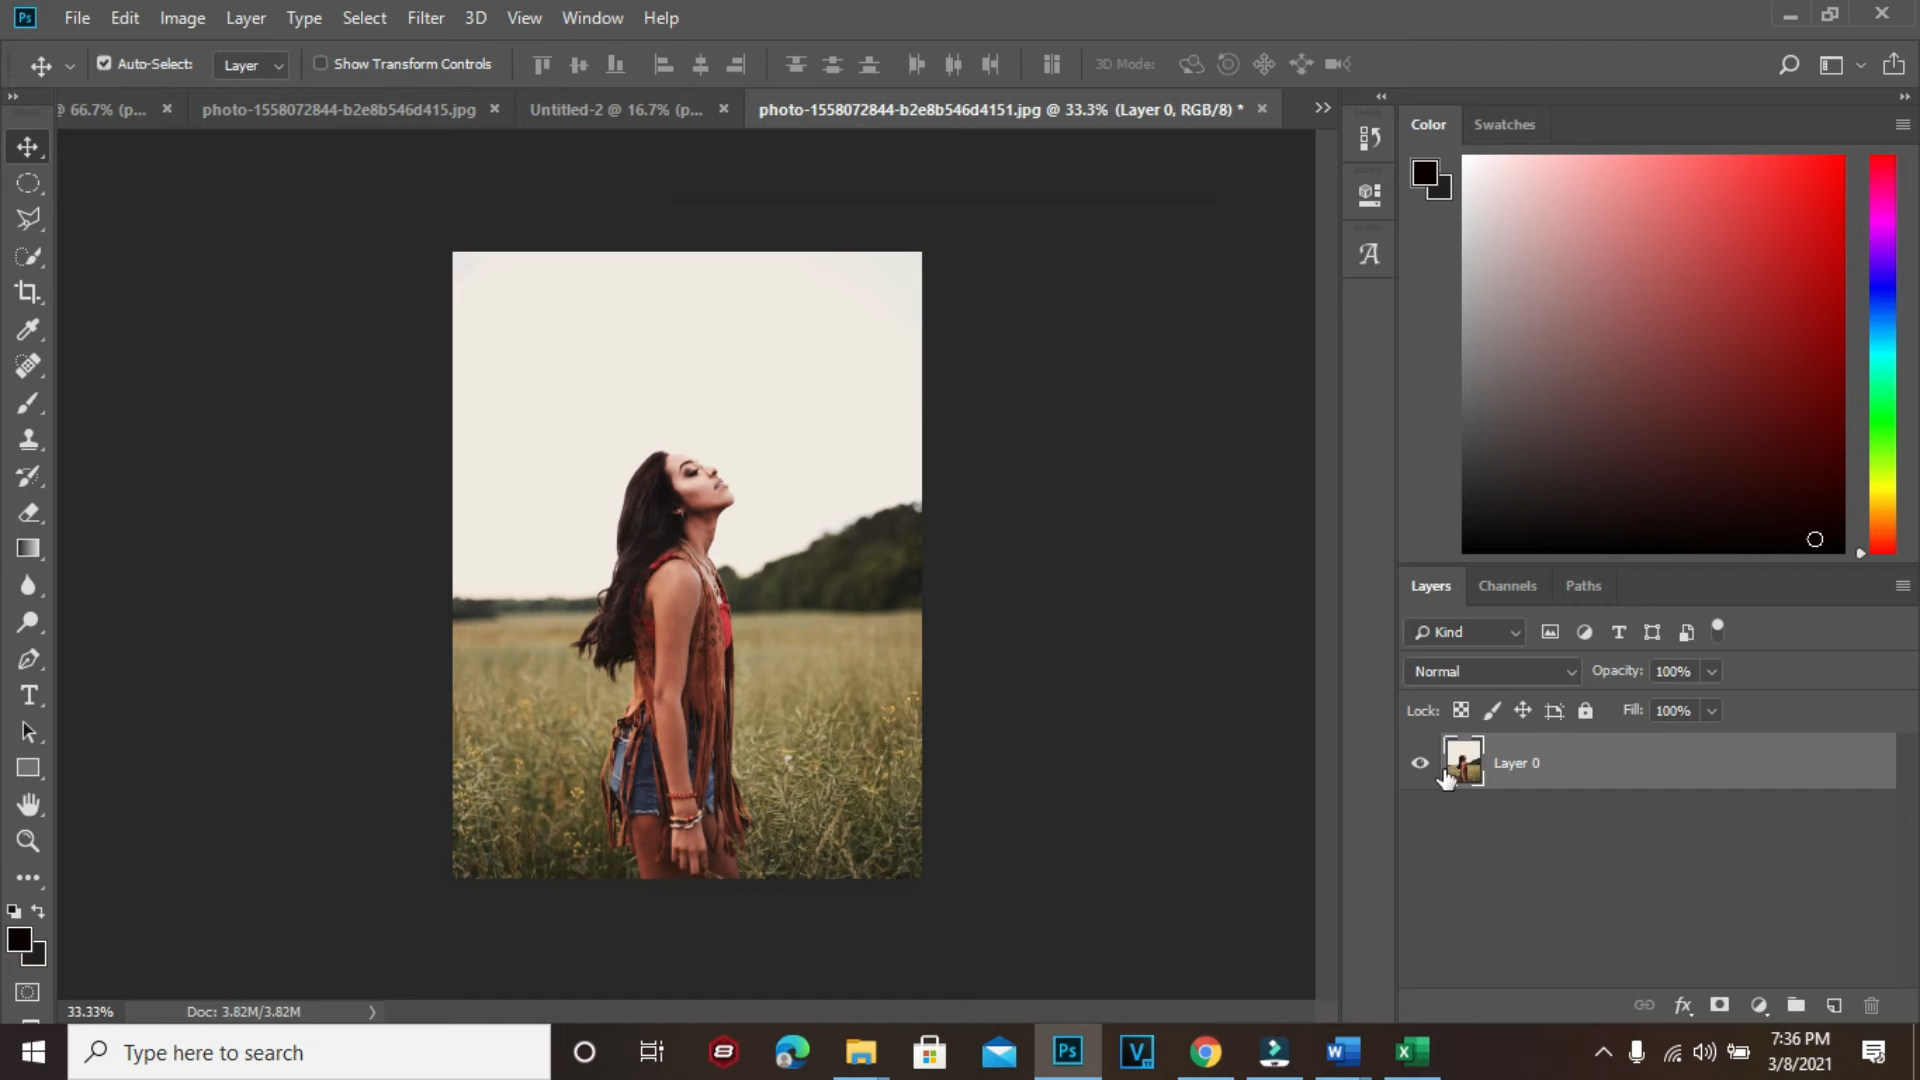 Ps File Edit Image Layer Type Select Filter 3D View Window Help
Auto-Select: Layer Show Transform Controls 3D Mode:
@ 66.7% (p... × photo-1558072844-b2e8b546d415.jpg × Untitled-2 @ 16.7% (p... × photo-1558072844-b2e8b546d4151.jpg @ 33.3% (Layer 0, RGB/8) * ×
Color Swatches
Layers Channels Paths
Kind
Normal Opacity: 100%
Lock: Fill: 100%
Layer 0
33.33% Doc: 3.82M/3.82M
Type here to search
Ps V W X
7:36 PM
3/8/2021